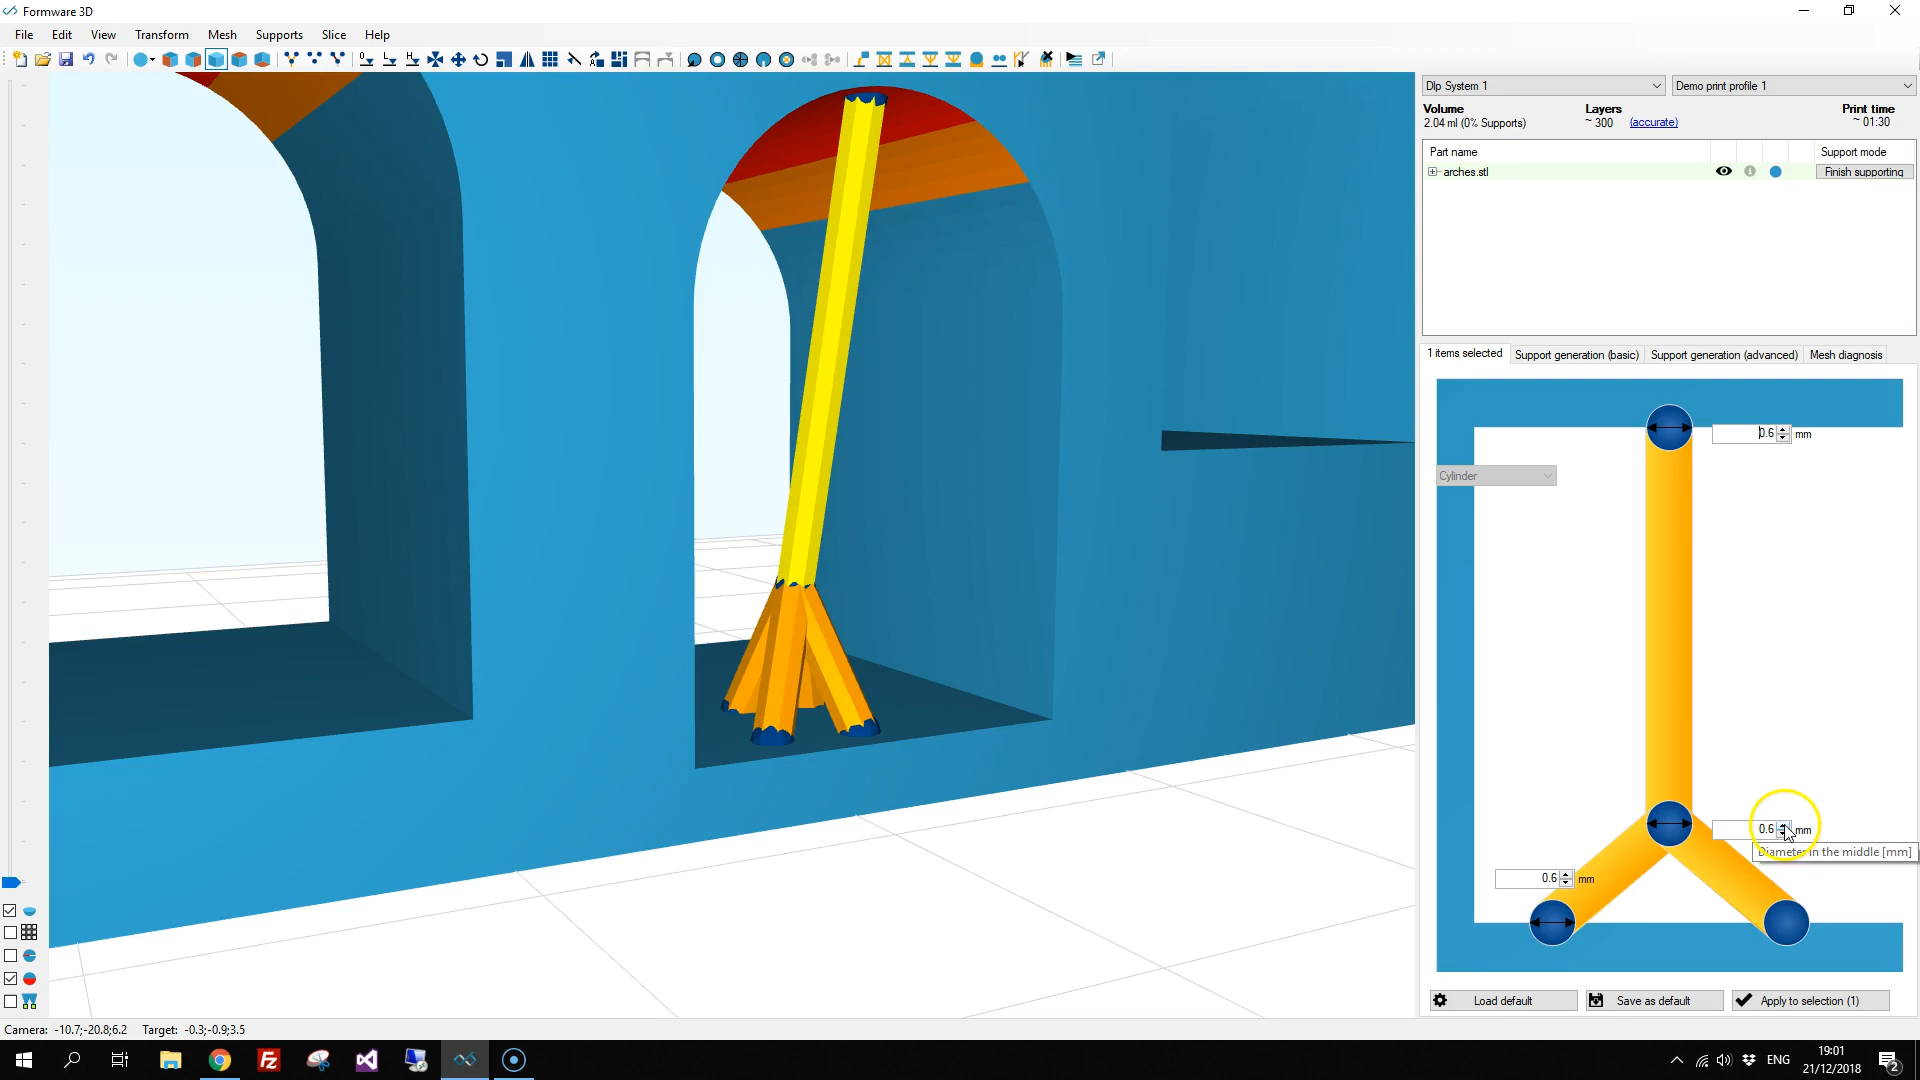 Formware 3D
File Edit View Transform Mesh Supports Slice Help
Dlp System 1 Demo print profile 1
Volume Layers Print time
2.04 ml (0% Supports) ~ 300 (accurate) ~ 01:30
Part name Support mode
arches.stl Finish supporting
1 items selected Support generation (basic) Support generation (advanced) Mesh diagnosis
0.6 mm
Cylinder
0.6 mm
Diameter in the middle [mm]
0.6 mm
Load default Save as default Apply to selection (1)
Camera: -10.7;-20.8;6.2 Target: -0.3;-0.9;3.5
ENG 19:01
21/12/2018 2